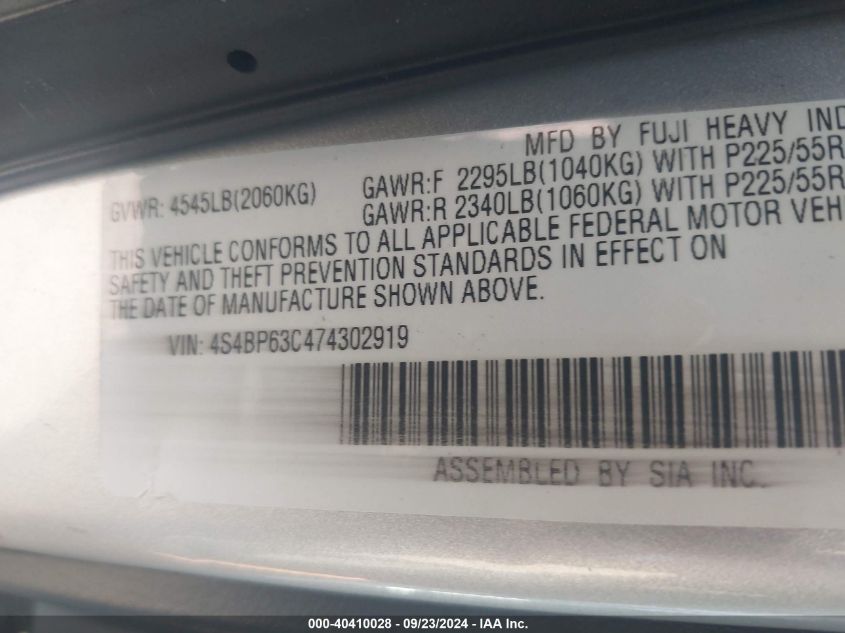 MFD BY FUJI HEAVY IND
GVWR: 4545LB(2060KG) GAWR:F 2295LB(1040KG) WITH P225/55R
GAWR:R 2340LB(1060KG) WITH P225/55R
THIS VEHICLE CONFORMS TO ALL APPLICABLE FEDERAL MOTOR VEH
SAFETY AND THEFT PREVENTION STANDARDS IN EFFECT ON
THE DATE OF MANUFACTURE SHOWN ABOVE.
VIN: 4S4BP63C474302919
ASSEMBLED BY SIA INC.
000-40410028 - 09/23/2024 - IAA Inc.